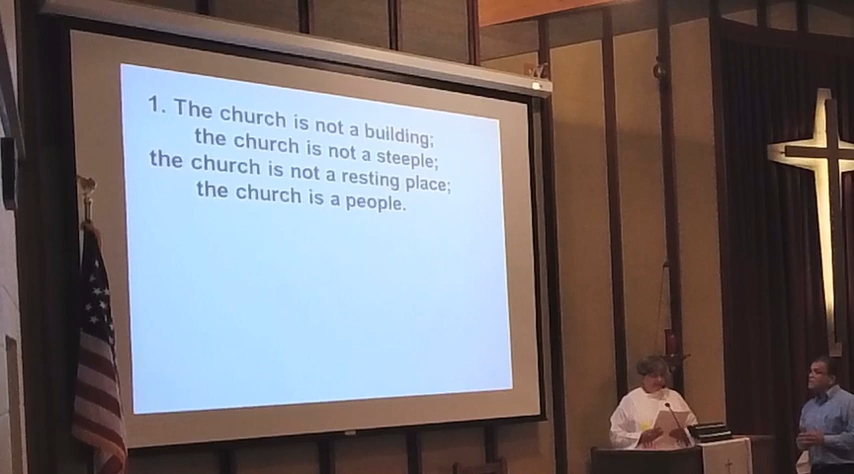 1. The church is not a building;
the church is not a steeple;
the church is not a resting place;
the church is a people.